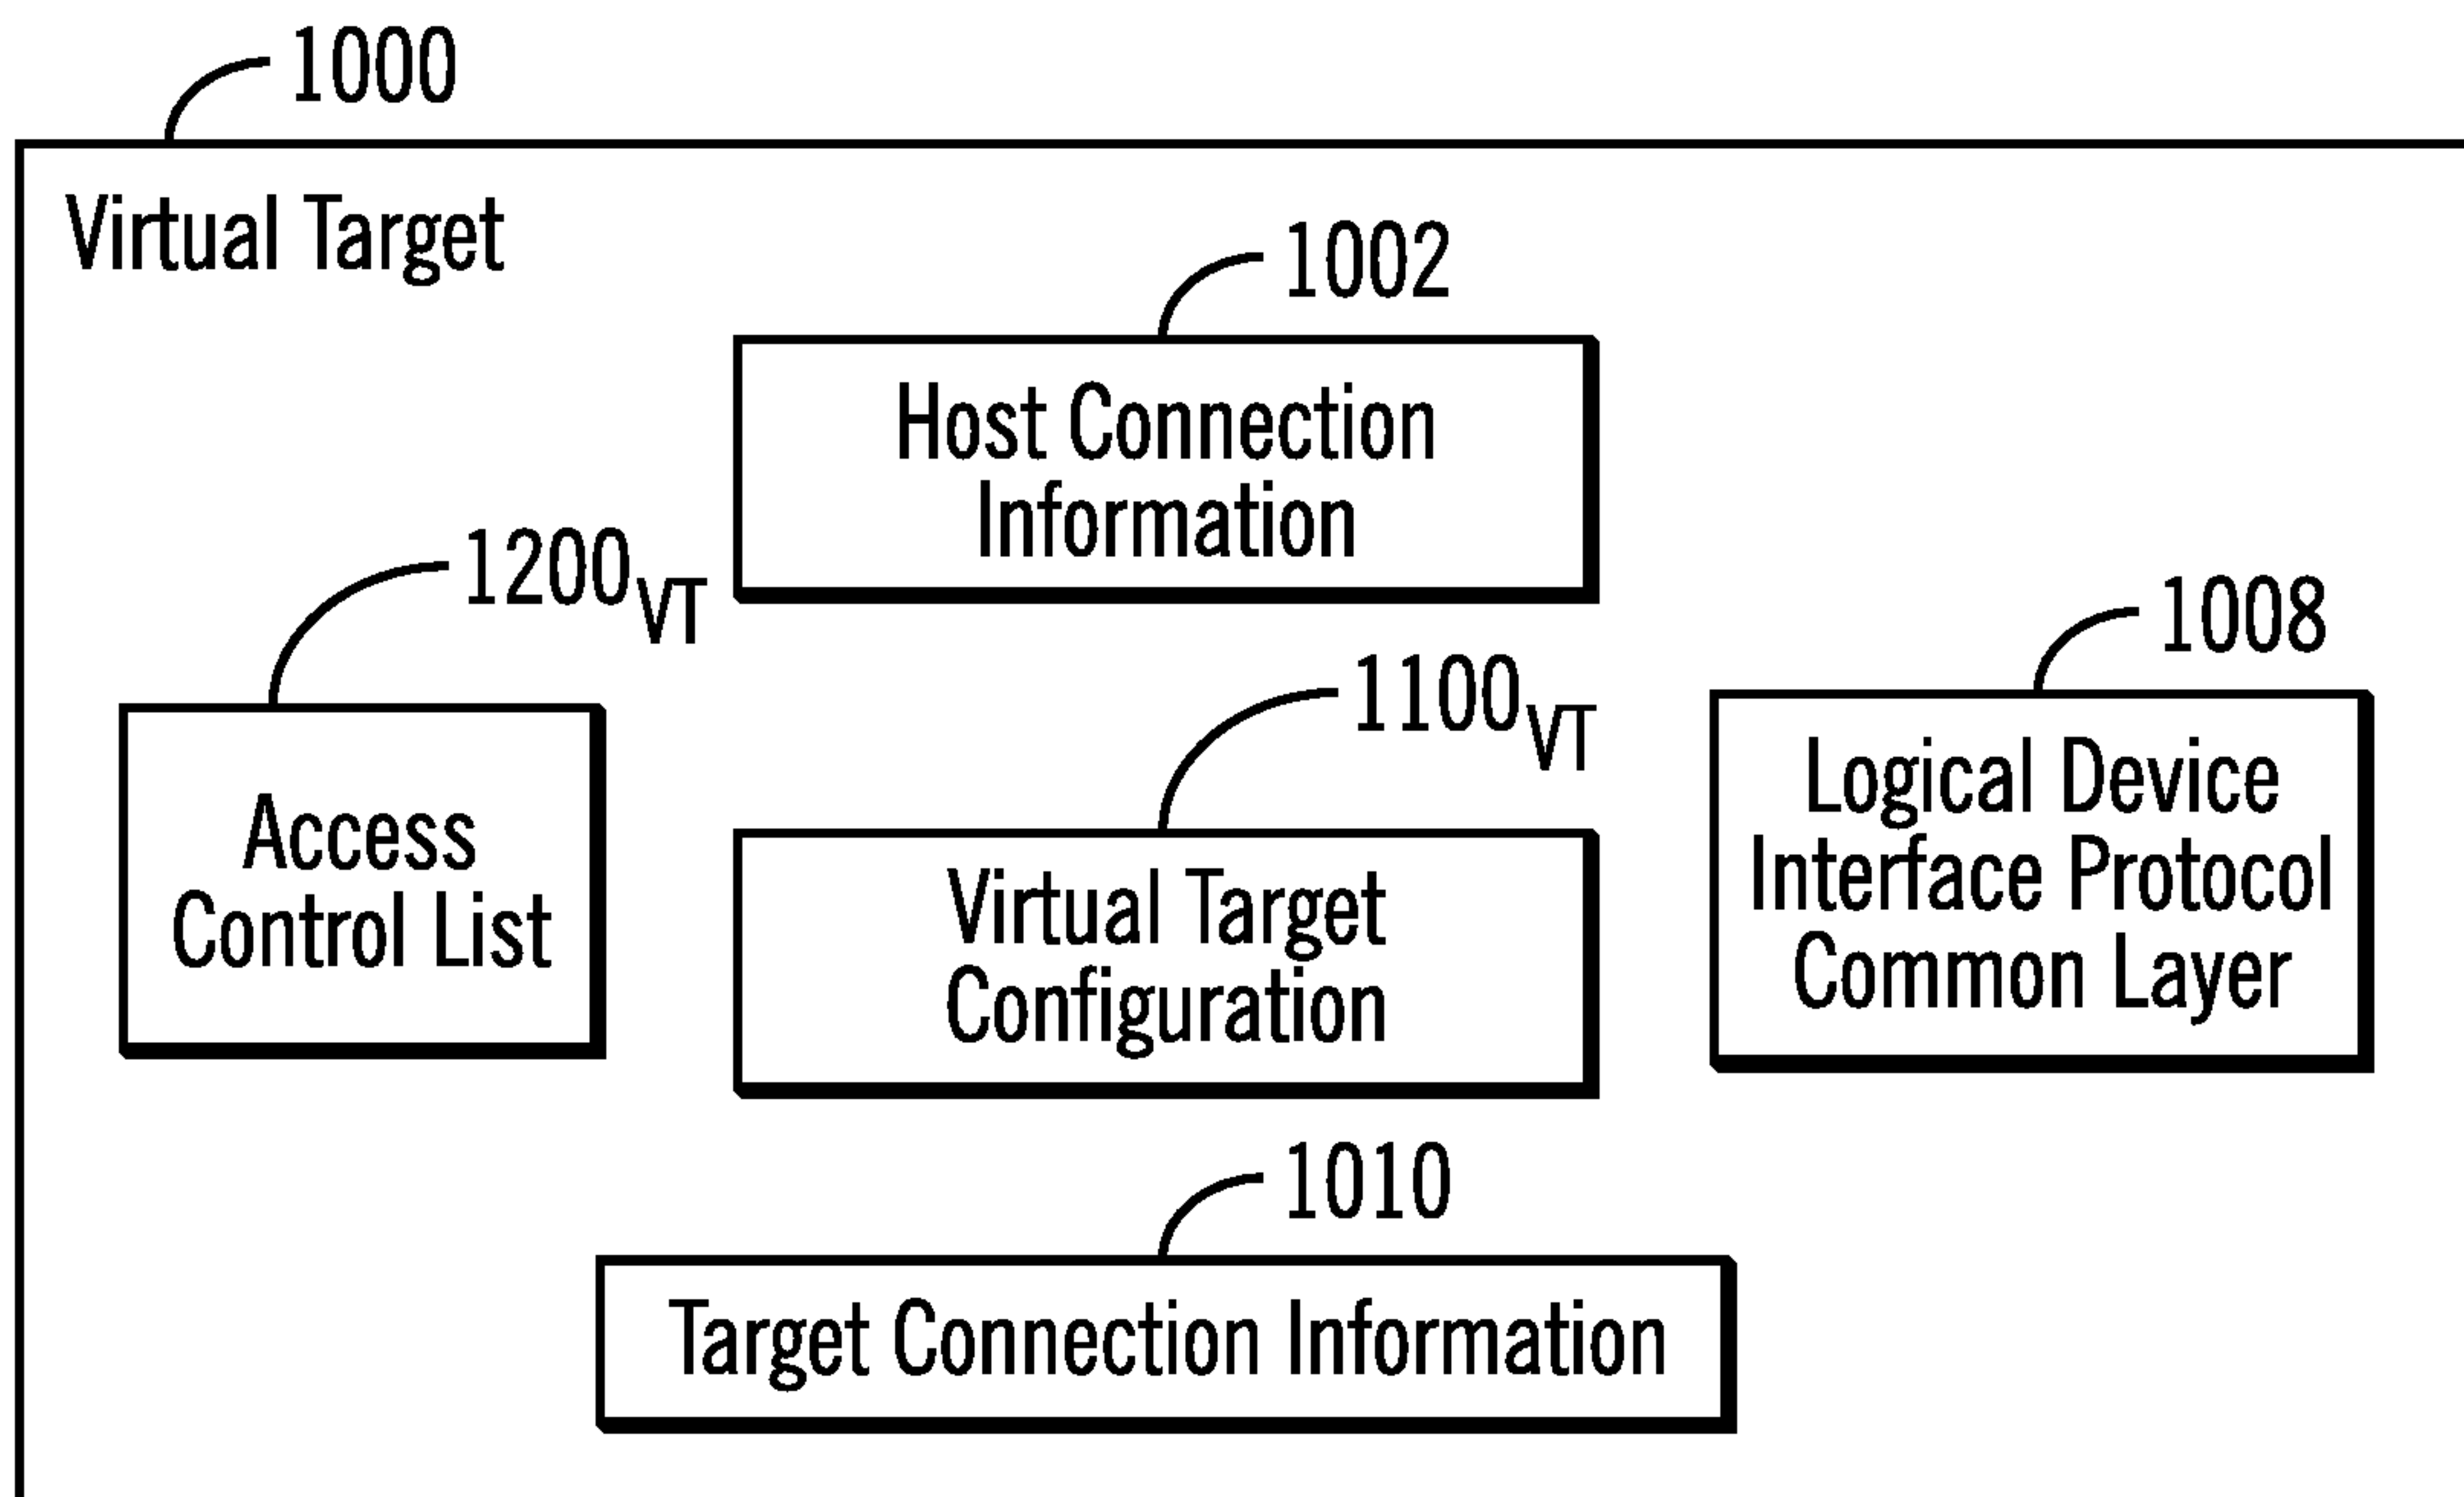 1000
Virtual Target
1002
Host Connection
Information
1200VT
Access
Control List
1100VT
Virtual Target
Configuration
1008
Logical Device
Interface Protocol
Common Layer
1010
Target Connection Information